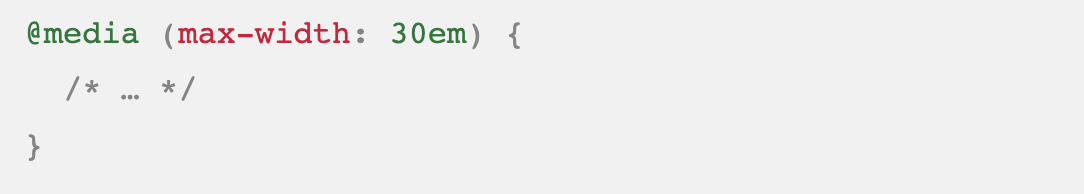 @media (max-width: 30em) {
  /* … */
}